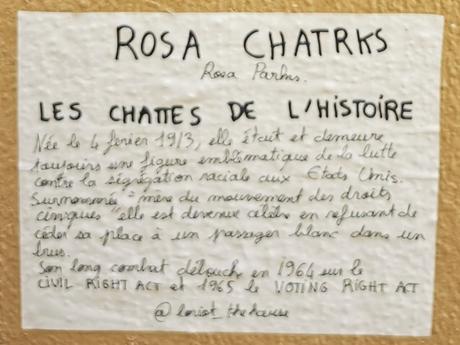 ROSA CHATRKS
Rosa Parks.
LES CHATTES DE L'HISTOIRE
Née le 4 février 1913, elle était et demeure
toujours une figure emblématique de la lutte
contre la ségrégation raciale aux Etats Unis.
Surnommée "mère du mouvement des droits
civiques" elle est devenue célèbre en refusant de
céder sa place à un passager blanc dans un
bus.
Son long combat débouche en 1964 sur le
CIVIL RIGHT ACT et 1965 le VOTING RIGHT ACT